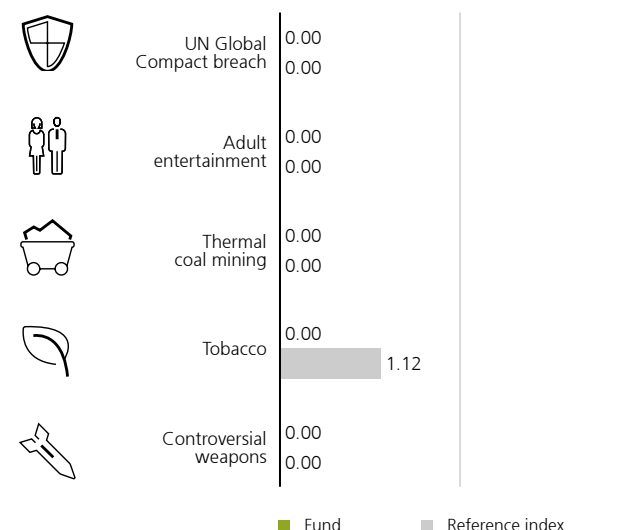 UN Global
Compact breach
0.00
0.00
Adult
entertainment
0.00
0.00
Thermal
coal mining
0.00
0.00
Tobacco
0.00
1.12
Controversial
weapons
0.00
0.00
Fund
Reference index